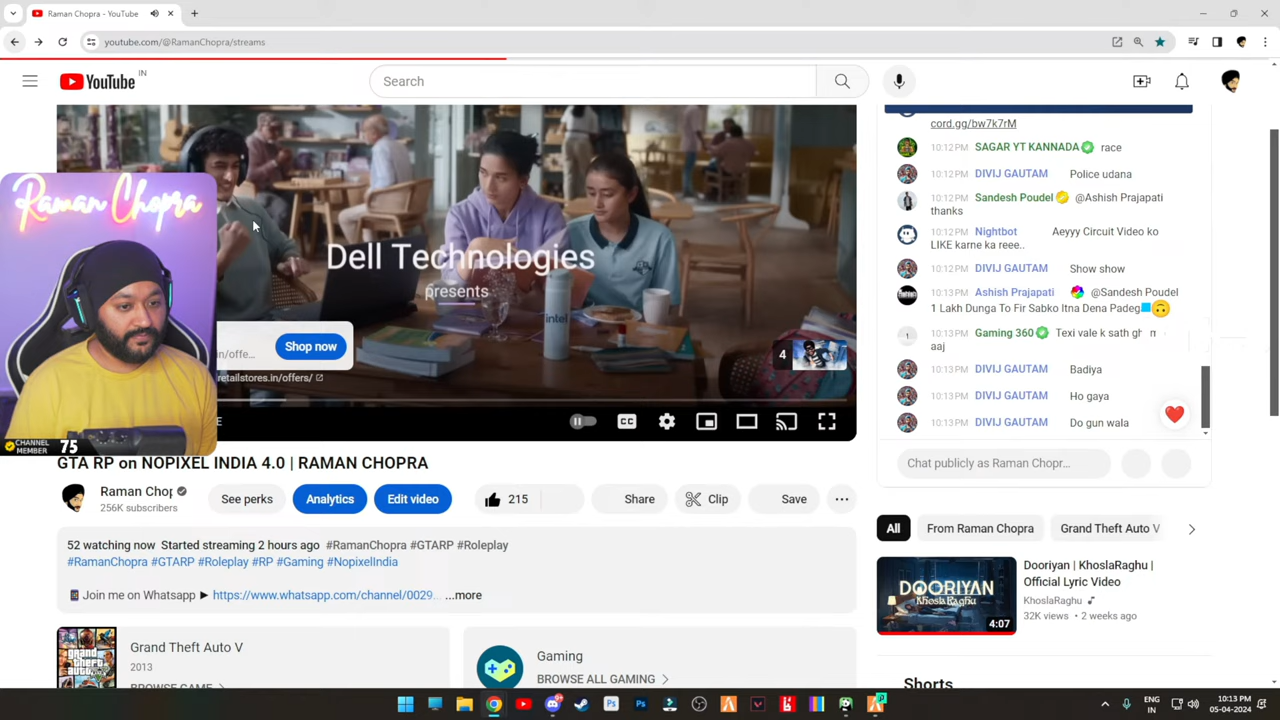 Raman Chopra - YouTube
youtube.com/@RamanChopra/streams
YouTube IN
Search
Raman Chopra
Dell Technologies
presents
intel
in/offe...
Shop now
retailstores.in/offers/
4
CHANNEL MEMBER 75
GTA RP on NOPIXEL INDIA 4.0 | RAMAN CHOPRA
Raman Chop
256K subscribers
See perks
Analytics
Edit video
215
Share
Clip
Save
52 watching now Started streaming 2 hours ago #RamanChopra #GTARP #Roleplay
#RamanChopra #GTARP #Roleplay #RP #Gaming #NopixelIndia
Join me on Whatsapp ► https://www.whatsapp.com/channel/0029... ...more
Grand Theft Auto V
2013
BROWSE GAME
Gaming
BROWSE ALL GAMING
cord.gg/bw7k7rM
10:12 PM SAGAR YT KANNADA race
10:12 PM DIVIJ GAUTAM Police udana
10:12 PM Sandesh Poudel @Ashish Prajapati
thanks
10:12 PM Nightbot Aeyyy Circuit Video ko
LIKE karne ka reee..
10:12 PM DIVIJ GAUTAM Show show
10:13 PM Ashish Prajapati @Sandesh Poudel
1 Lakh Dunga To Fir Sabko Itna Dena Padeg
10:13 PM Gaming 360 Texi vale k sath gh m
aaj
10:13 PM DIVIJ GAUTAM Badiya
10:13 PM DIVIJ GAUTAM Ho gaya
10:13 PM DIVIJ GAUTAM Do gun wala
Chat publicly as Raman Chopr...
All
From Raman Chopra
Grand Theft Auto V
Dooriyan | KhoslaRaghu |
Official Lyric Video
KhoslaRaghu
32K views • 2 weeks ago
DOORIYAN
KHOSLARAGHU
4:07
Shorts
ENG
IN
10:13 PM
05-04-2024